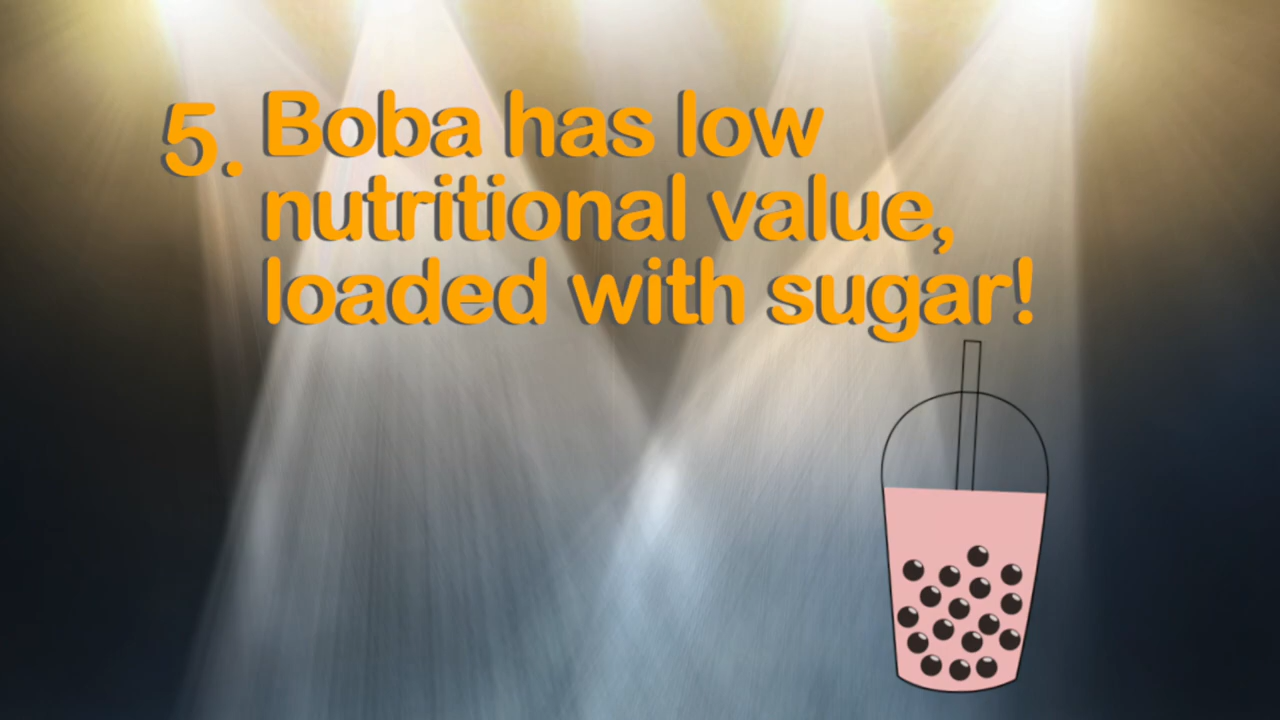 5. Boba has low
nutritional value,
loaded with sugar!